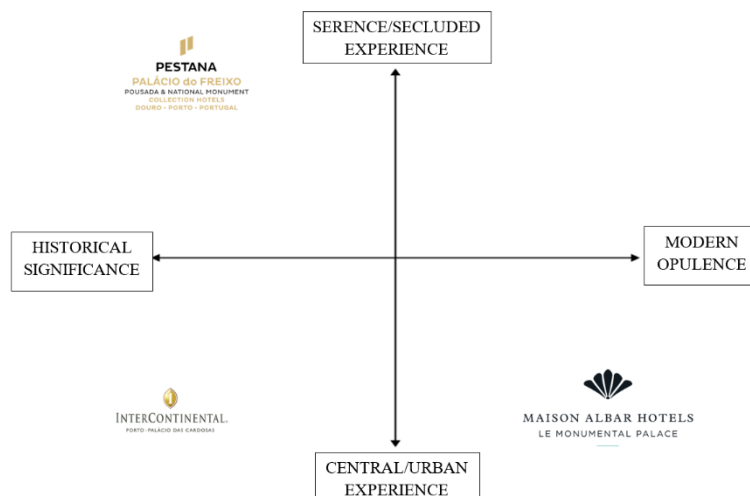 SERENCE/SECLUDED
EXPERIENCE
PESTANA
PALÁCIO do FREIXO
POUSADA & NATIONAL MONUMENT
COLLECTION HOTELS
DOURO - PORTO - PORTUGAL
HISTORICAL
SIGNIFICANCE
MODERN
OPULENCE
INTERCONTINENTAL.
PORTO - PALÁCIO DAS CARDOSAS
MAISON ALBAR HOTELS
LE MONUMENTAL PALACE
CENTRAL/URBAN
EXPERIENCE